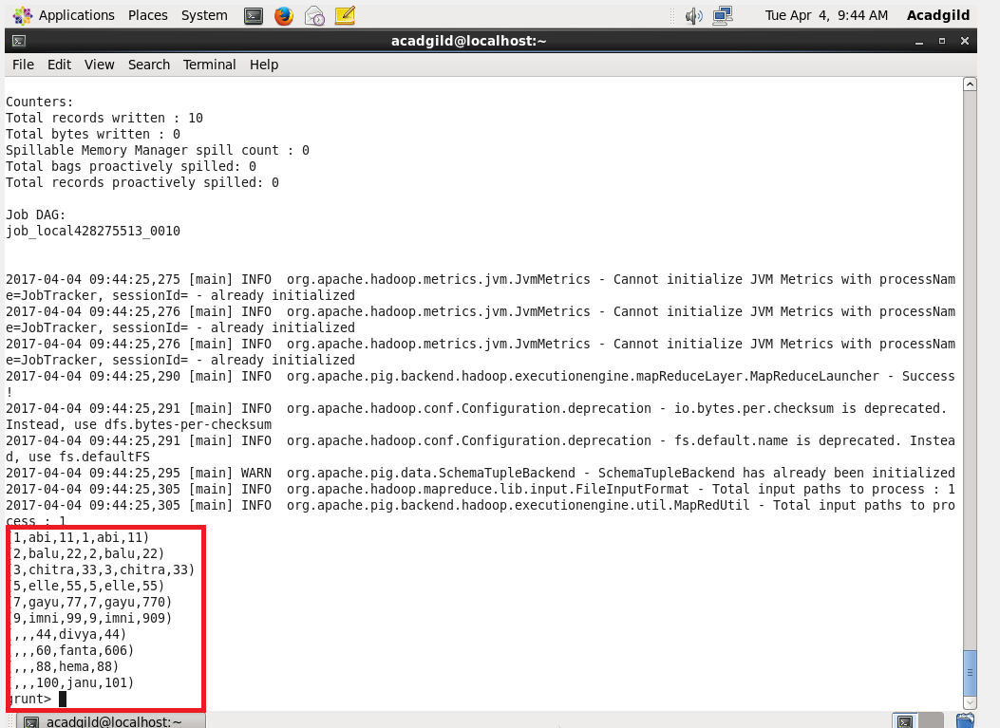 Applications Places System Tue Apr 4, 9:44 AM Acadgild
acadgild@localhost:~
File Edit View Search Terminal Help
Counters:
Total records written : 10
Total bytes written : 0
Spillable Memory Manager spill count : 0
Total bags proactively spilled: 0
Total records proactively spilled: 0
Job DAG:
job_local428275513_0010
2017-04-04 09:44:25,275 [main] INFO  org.apache.hadoop.metrics.jvm.JvmMetrics - Cannot initialize JVM Metrics with processNam
e=JobTracker, sessionId= - already initialized
2017-04-04 09:44:25,276 [main] INFO  org.apache.hadoop.metrics.jvm.JvmMetrics - Cannot initialize JVM Metrics with processNam
e=JobTracker, sessionId= - already initialized
2017-04-04 09:44:25,276 [main] INFO  org.apache.hadoop.metrics.jvm.JvmMetrics - Cannot initialize JVM Metrics with processNam
e=JobTracker, sessionId= - already initialized
2017-04-04 09:44:25,290 [main] INFO  org.apache.pig.backend.hadoop.executionengine.mapReduceLayer.MapReduceLauncher - Success
!
2017-04-04 09:44:25,291 [main] INFO  org.apache.hadoop.conf.Configuration.deprecation - io.bytes.per.checksum is deprecated.
Instead, use dfs.bytes-per-checksum
2017-04-04 09:44:25,291 [main] INFO  org.apache.hadoop.conf.Configuration.deprecation - fs.default.name is deprecated. Instea
d, use fs.defaultFS
2017-04-04 09:44:25,295 [main] WARN  org.apache.pig.data.SchemaTupleBackend - SchemaTupleBackend has already been initialized
2017-04-04 09:44:25,305 [main] INFO  org.apache.hadoop.mapreduce.lib.input.FileInputFormat - Total input paths to process : 1
2017-04-04 09:44:25,305 [main] INFO  org.apache.pig.backend.hadoop.executionengine.util.MapRedUtil - Total input paths to pro
cess : 1
(1,abi,11,1,abi,11)
(2,balu,22,2,balu,22)
(3,chitra,33,3,chitra,33)
(5,elle,55,5,elle,55)
(7,gayu,77,7,gayu,770)
(9,imni,99,9,imni,909)
(,,,44,divya,44)
(,,,60,fanta,606)
(,,,88,hema,88)
(,,,100,janu,101)
grunt>
acadgild@localhost:~